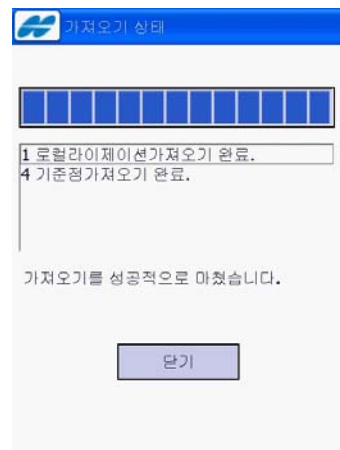 가져오기 상태
1 로컬라이제이션가져오기 완료.
4 기준점가져오기 완료.
가져오기를 성공적으로 마쳤습니다.
닫기